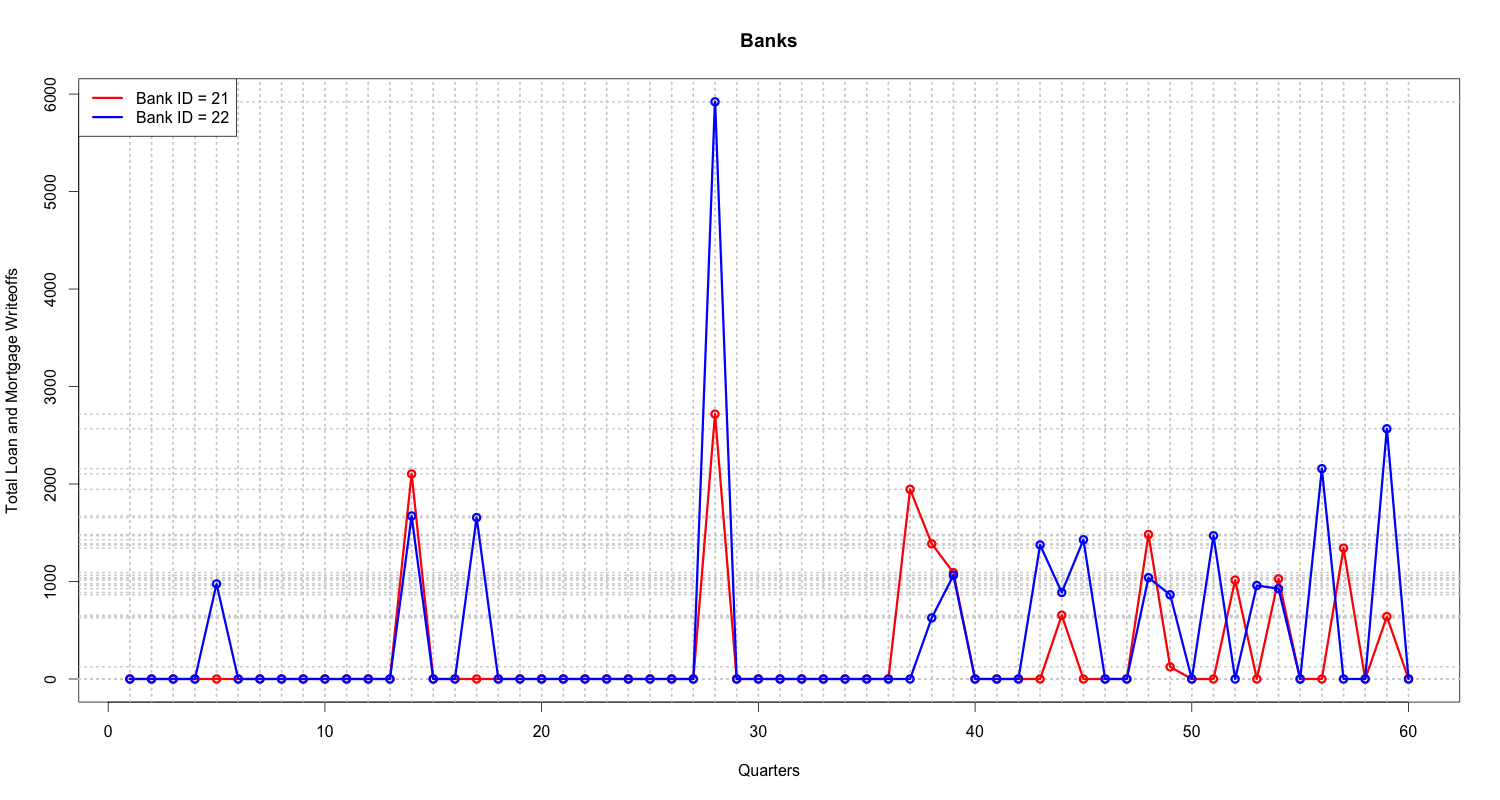 Banks
Bank ID = 21
Bank ID = 22
Total Loan and Mortgage Writeoffs
6000
5000
4000
3000
2000
1000
0
0 10 20 30 40 50 60
Quarters